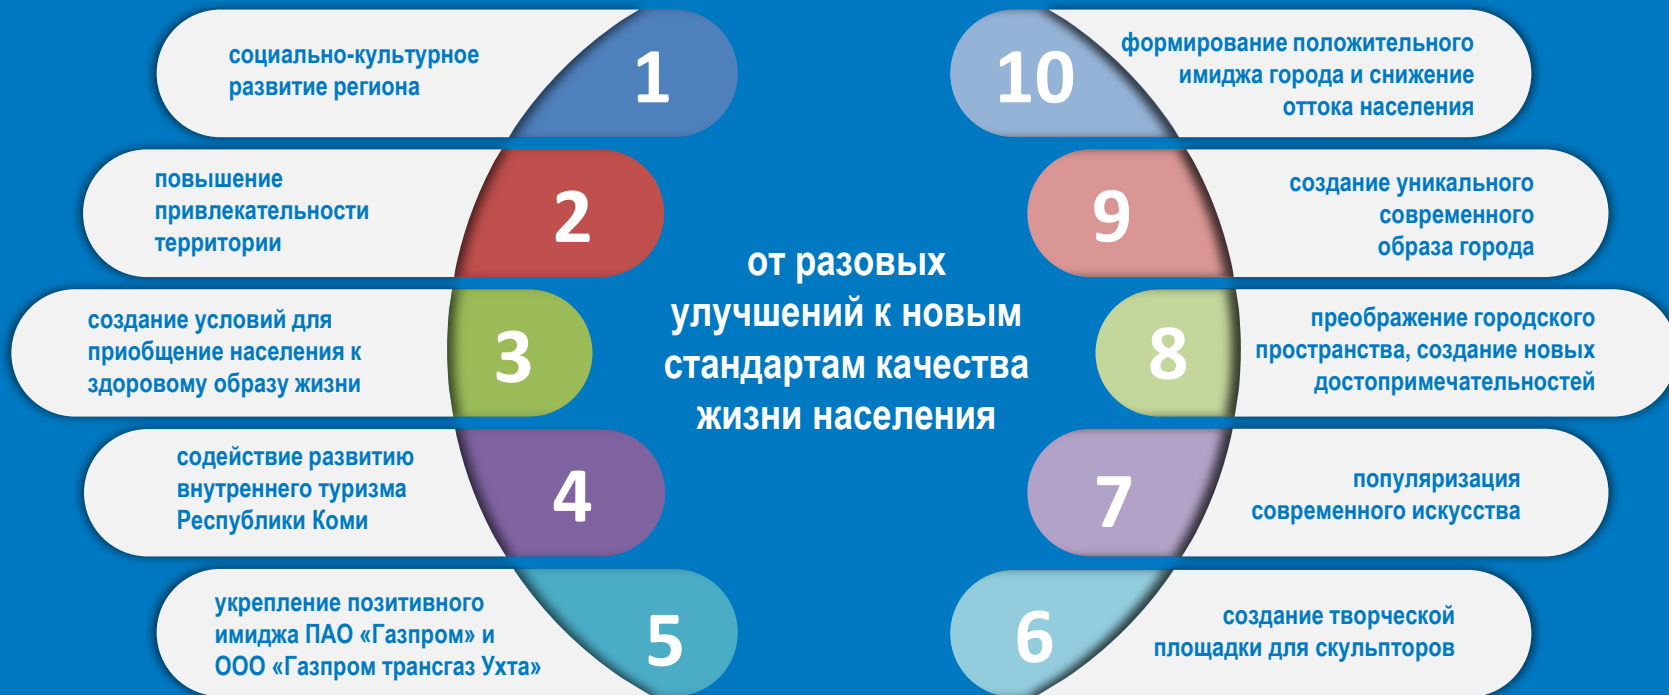 социально-культурное
развитие региона
1
повышение
привлекательности
территории
2
создание условий для
приобщение населения к
здоровому образу жизни
3
содействие развитию
внутреннего туризма
Республики Коми
4
укрепление позитивного
имиджа ПАО «Газпром» и
ООО «Газпром трансгаз Ухта»
5
от разовых
улучшений к новым
стандартам качества
жизни населения
10
формирование положительного
имиджа города и снижение
оттока населения
9
создание уникального
современного
образа города
8
преображение городского
пространства, создание новых
достопримечательностей
7
популяризация
современного искусства
6
создание творческой
площадки для скульпторов